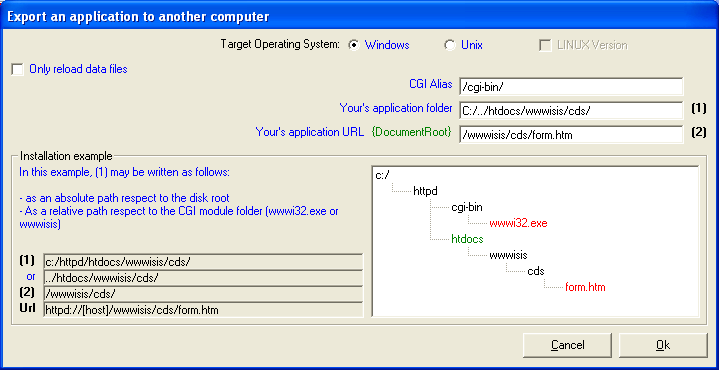 Export an application to another computer
Target Operating System: Windows Unix LINUX Version
Only reload data files
CGI Alias /cgi-bin/
Your's application folder C:/../htdocs/wwwisis/cds/ (1)
Your's application URL {DocumentRoot} /wwwisis/cds/form.htm (2)
Installation example
In this example, (1) may be written as follows:
- as an absolute path respect to the disk root
- As a relative path respect to the CGI module folder (wwwi32.exe or
wwwisis)
(1) c:/httpd/htdocs/wwwisis/cds/
or ../htdocs/wwwisis/cds/
(2) /wwwisis/cds/
Url httpd://[host]/wwwisis/cds/form.htm
c:/
httpd
cgi-bin
wwwi32.exe
htdocs
wwwisis
cds
form.htm
Cancel Ok